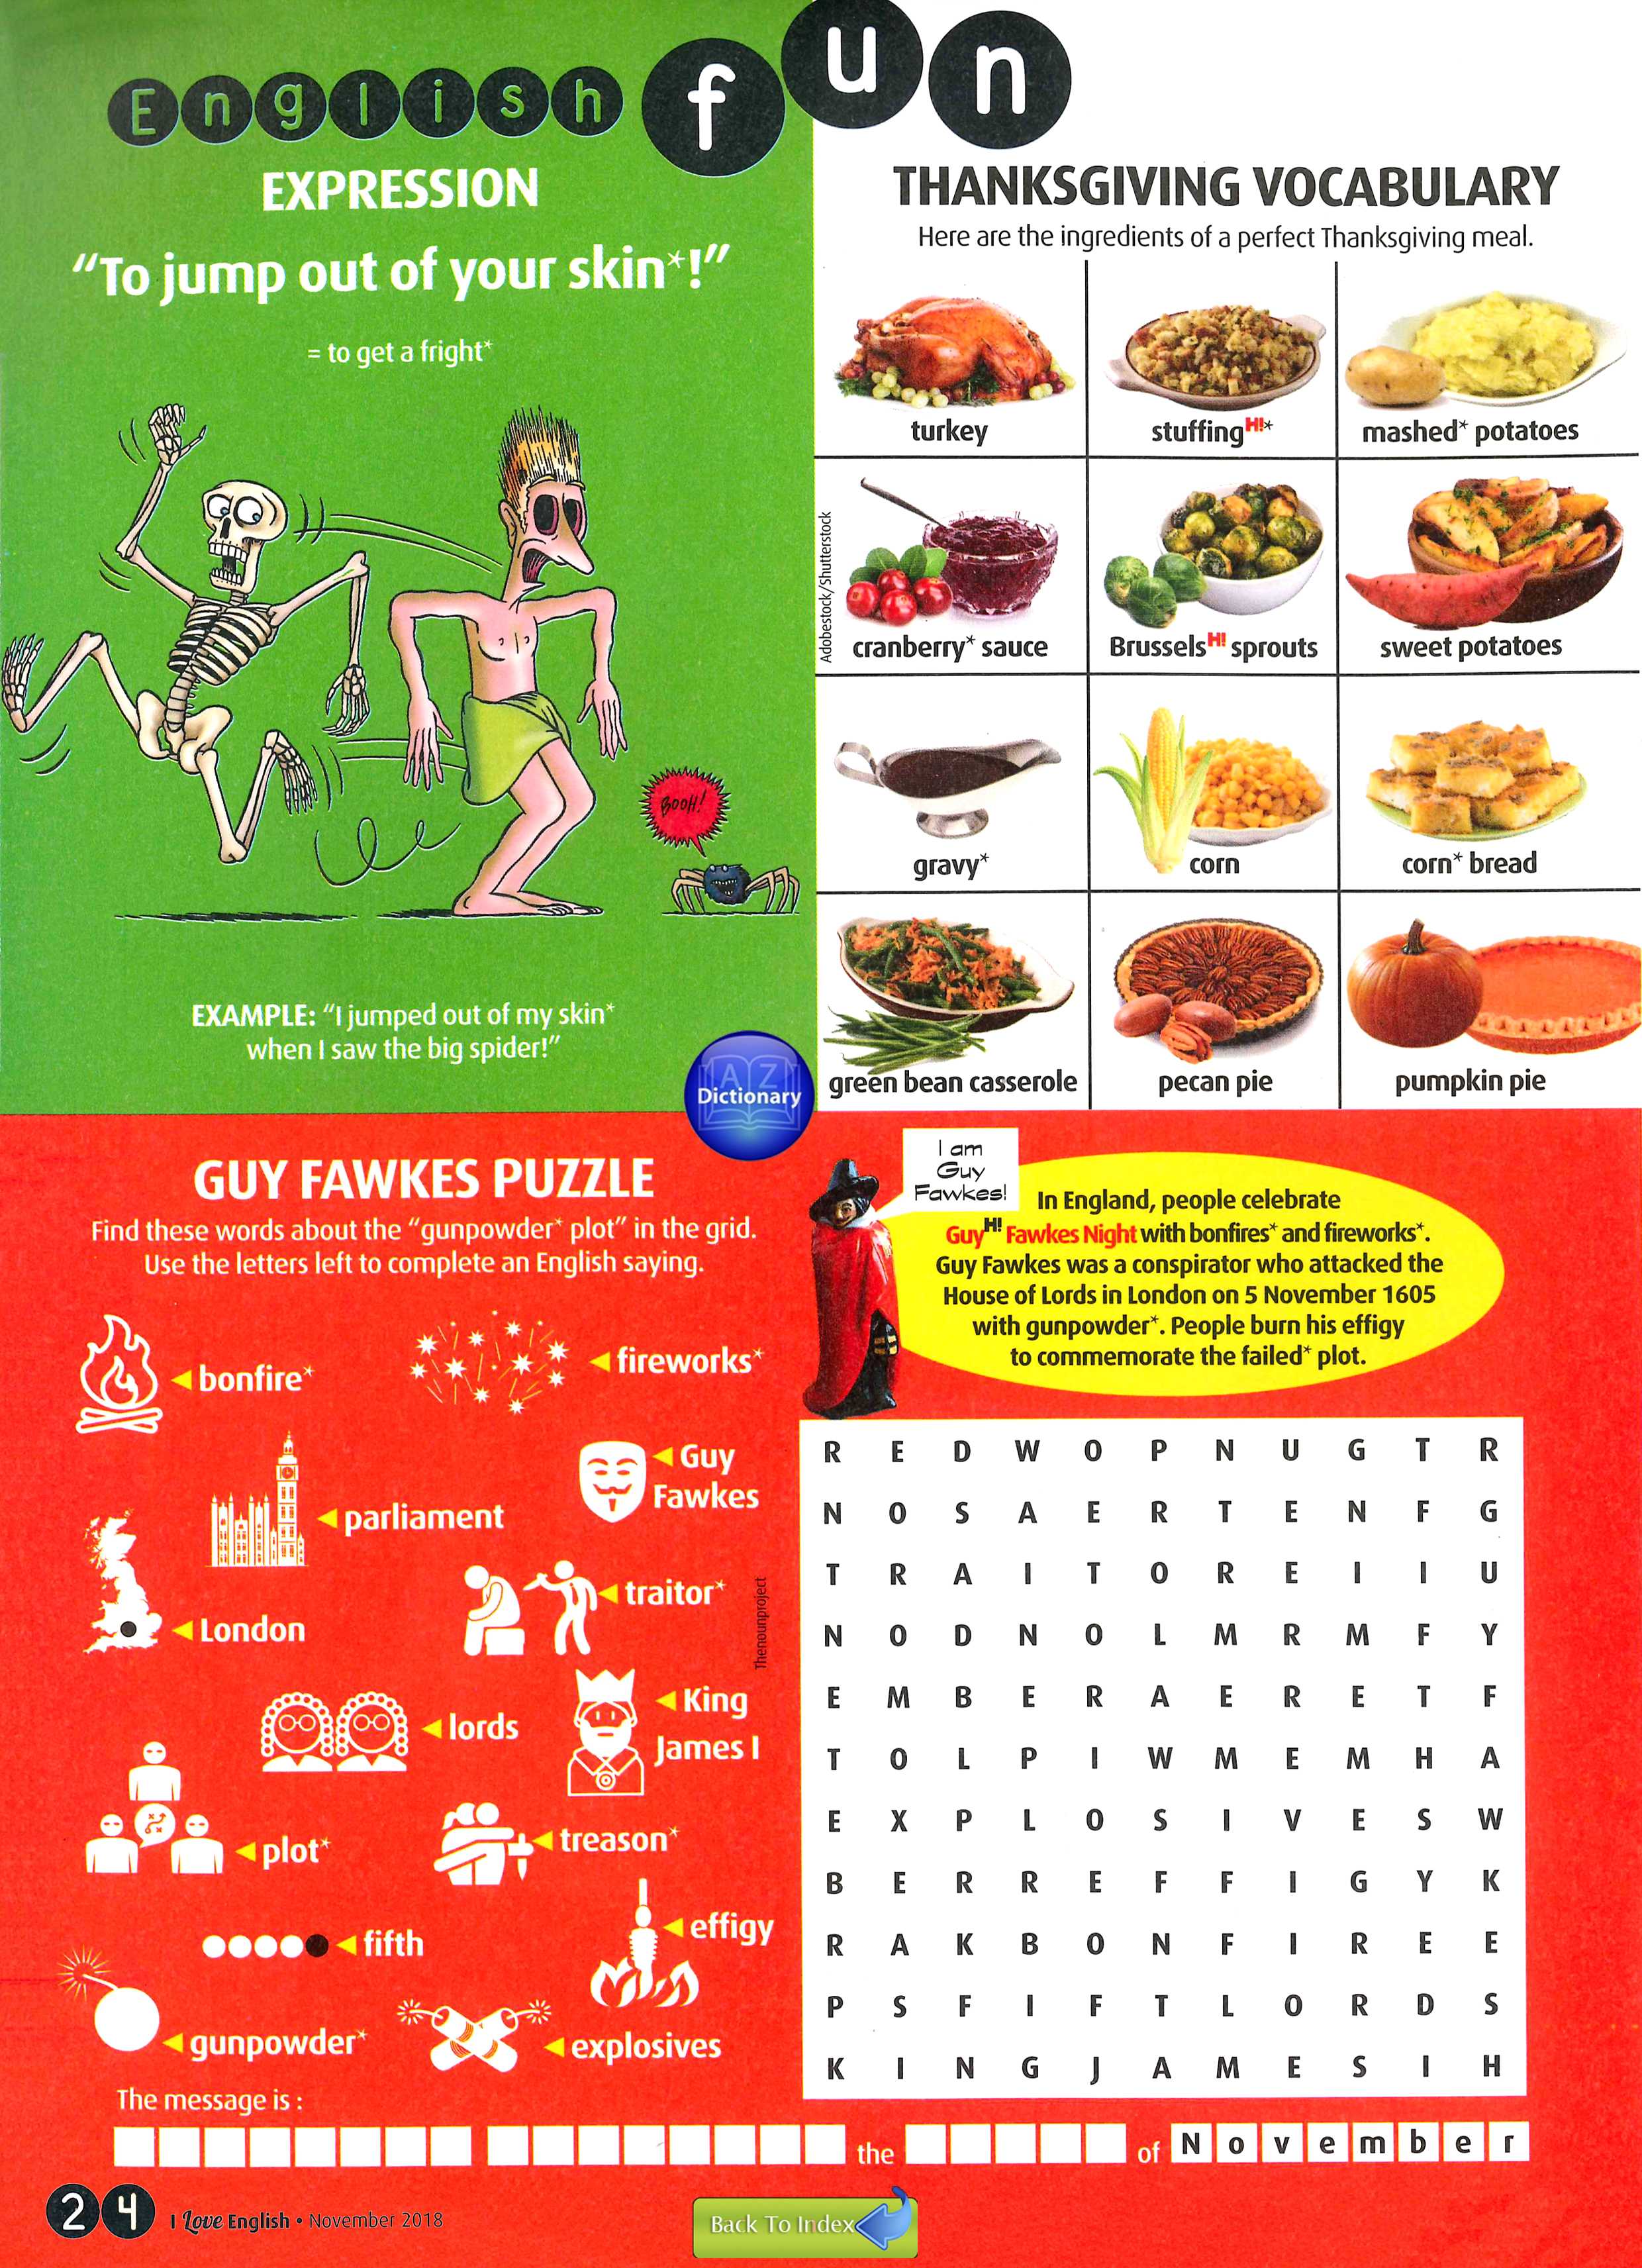 English fun
EXPRESSION
“To jump out of your skin*!”
= to get a fright*
BOOH!
EXAMPLE: “I jumped out of my skin*
when I saw the big spider!”
Dictionary
THANKSGIVING VOCABULARY
Here are the ingredients of a perfect Thanksgiving meal.
turkey
stuffingH!*
mashed* potatoes
Adobestock/Shutterstock
cranberry* sauce
BrusselsH! sprouts
sweet potatoes
gravy*
corn
corn* bread
green bean casserole
pecan pie
pumpkin pie
GUY FAWKES PUZZLE
Find these words about the “gunpowder* plot” in the grid.
Use the letters left to complete an English saying.
bonfire*
fireworks*
parliament
Guy
Fawkes
London
traitor*
Thenounproject
lords
King
James I
plot*
treason*
fifth
effigy
gunpowder*
explosives
I am
Guy
Fawkes!
In England, people celebrate
GuyH! Fawkes Night with bonfires* and fireworks*.
Guy Fawkes was a conspirator who attacked the
House of Lords in London on 5 November 1605
with gunpowder*. People burn his effigy
to commemorate the failed* plot.
R E D W O P N U G T R
N O S A E R T E N F G
T R A I T O R E I I U
N O D N O L M R M F Y
E M B E R A E R E T F
T O L P I W M E M H A
E X P L O S I V E S W
B E R R E F F I G Y K
R A K B O N F I R E E
P S F I F T L O R D S
K I N G J A M E S I H
The message is :
the
of November
24 I Love English • November 2018
Back To Index